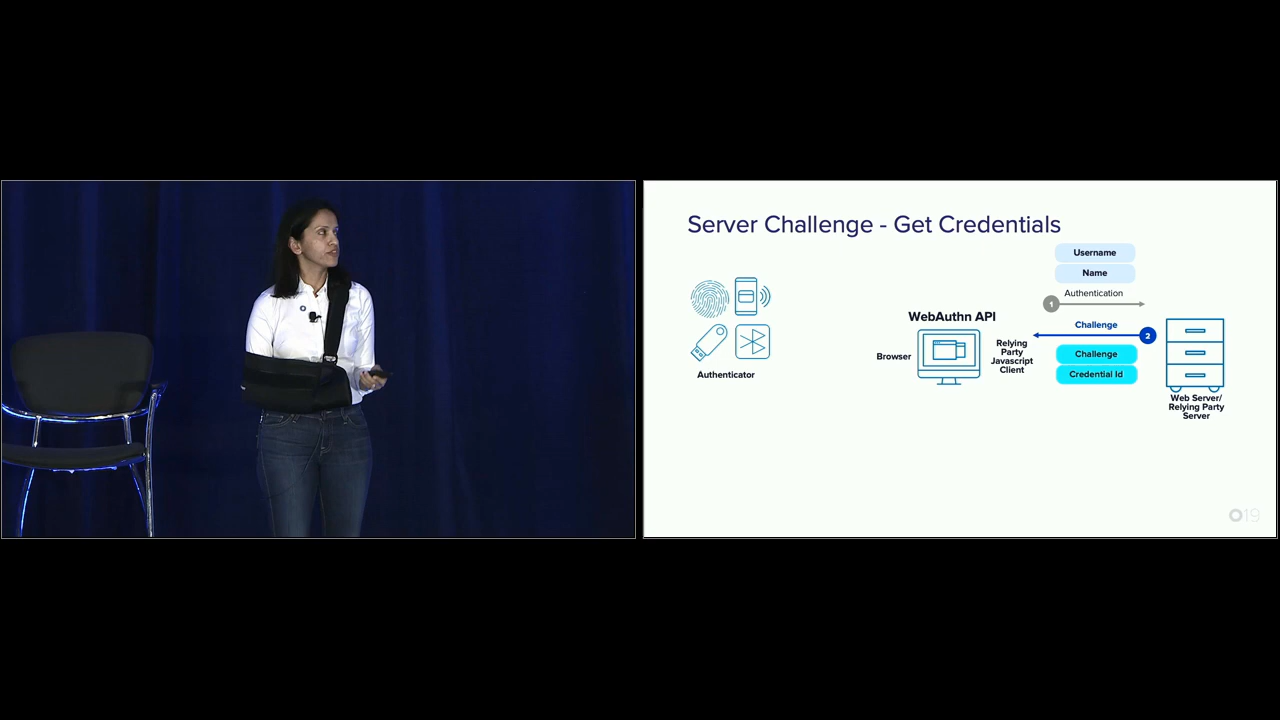 Server Challenge - Get Credentials
Username
Name
Authentication
1
WebAuthn API
Challenge
2
Browser
Relying
Party
Javascript
Client
Challenge
Credential Id
Authenticator
Web Server/
Relying Party
Server
O19